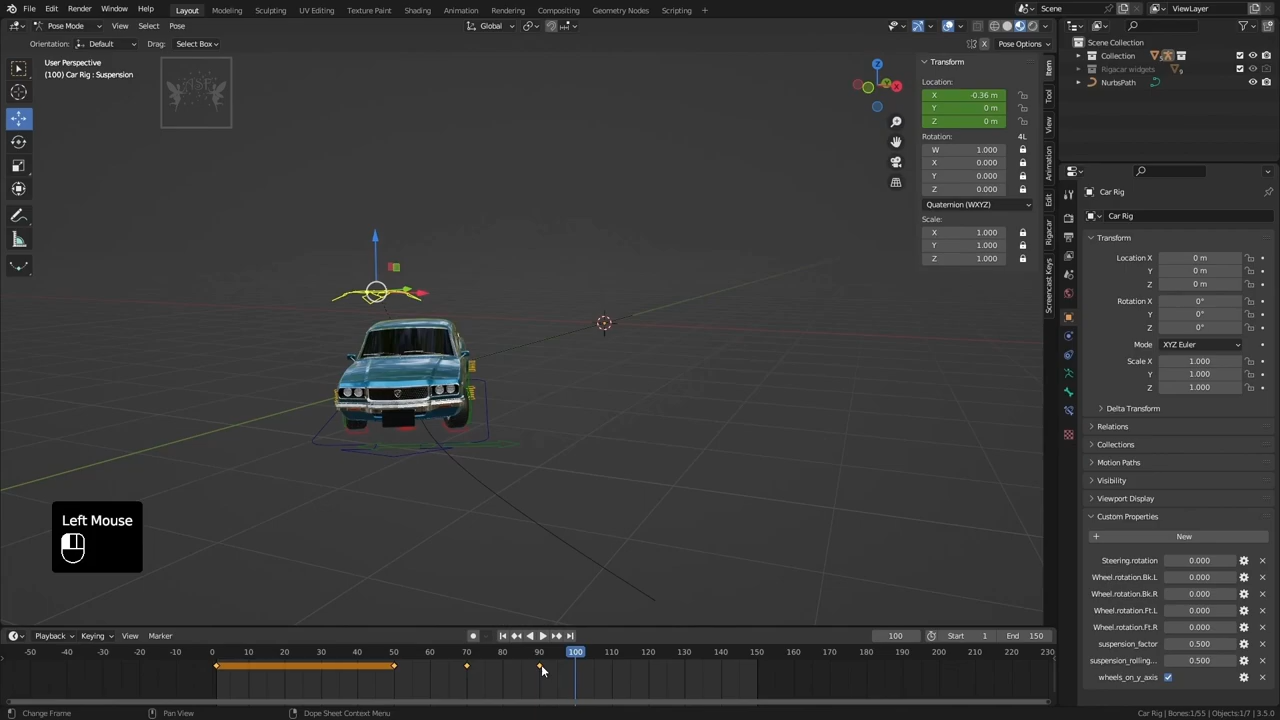 File Edit Render Window Help Layout Modeling Sculpting UV Editing Texture Paint Shading Animation Rendering Compositing Geometry Nodes Scripting + Scene ViewLayer
Pose Mode View Select Pose Global
Orientation: Default Drag: Select Box X Pose Options
User Perspective
(100) Car Rig : Suspension
Transform
Location:
X -0.36 m
Y 0 m
Z 0 m
Rotation: 4L
W 1.000
X 0.000
Y 0.000
Z 0.000
Quaternion (WXYZ)
Scale:
X 1.000
Y 1.000
Z 1.000
Item
Tool
View
Animation
Edit
Rigacar
Screencast Keys
Scene Collection
Collection
Rigacar widgets
NurbsPath
Car Rig
Car Rig
Transform
Location X 0 m
Y 0 m
Z 0 m
Rotation X 0°
Y 0°
Z 0°
Mode XYZ Euler
Scale X 1.000
Y 1.000
Z 1.000
Delta Transform
Relations
Collections
Motion Paths
Visibility
Viewport Display
Custom Properties
+ New
Steering.rotation 0.000
Wheel.rotation.Bk.L 0.000
Wheel.rotation.Bk.R 0.000
Wheel.rotation.Ft.L 0.000
Wheel.rotation.Ft.R 0.000
suspension_factor 0.500
suspension_rolling... 0.500
wheels_on_y_axis
Left Mouse
Playback Keying View Marker 100 Start 1 End 150
-50 -40 -30 -20 -10 0 10 20 30 40 50 60 70 80 90 100 110 120 130 140 150 160 170 180 190 200 210 220 230
Change Frame Pan View Dope Sheet Context Menu Car Rig | Bones:1/55 | Objects:1/7 | 3.5.0